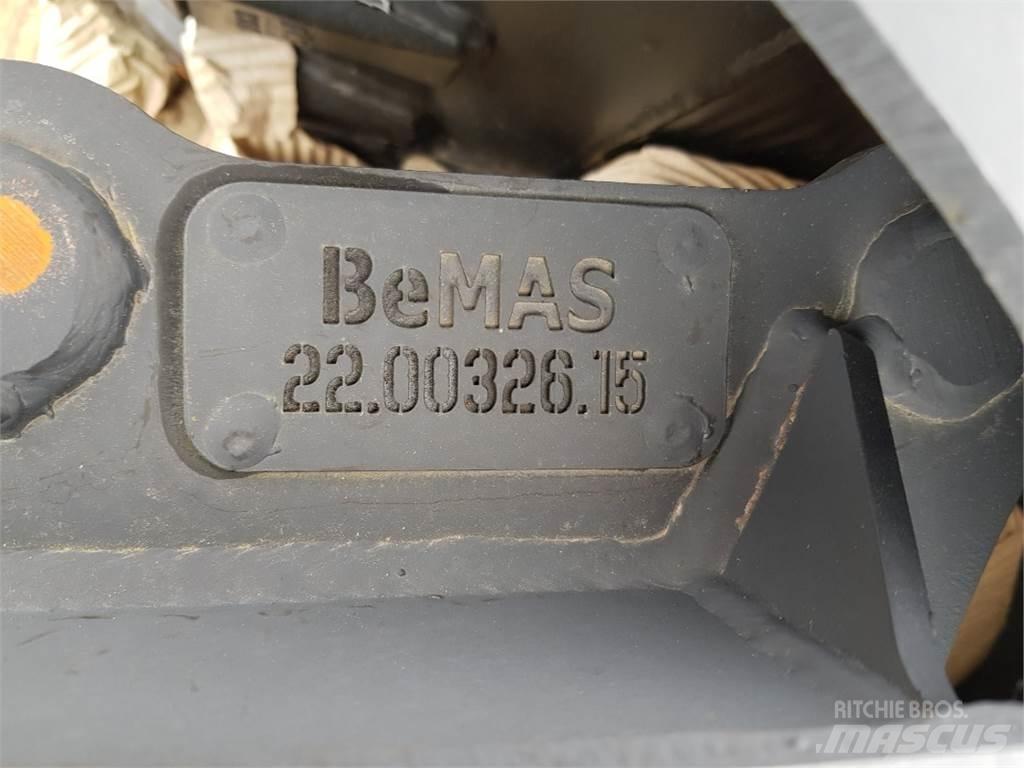 BeMAS
22.00326.15
RITCHIE BROS.
MASCUS